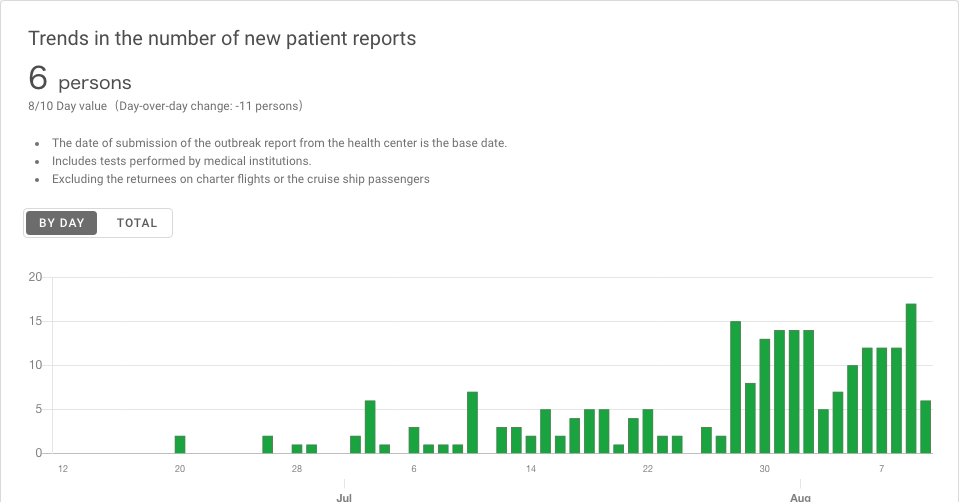 Trends in the number of new patient reports
6 persons
8/10 Day value（Day-over-day change: -11 persons）
The date of submission of the outbreak report from the health center is the base date.
Includes tests performed by medical institutions.
Excluding the returnees on charter flights or the cruise ship passengers
BY DAY TOTAL
20
15
10
5
0
12 20 28 6 14 22 30 7
Jul Aug